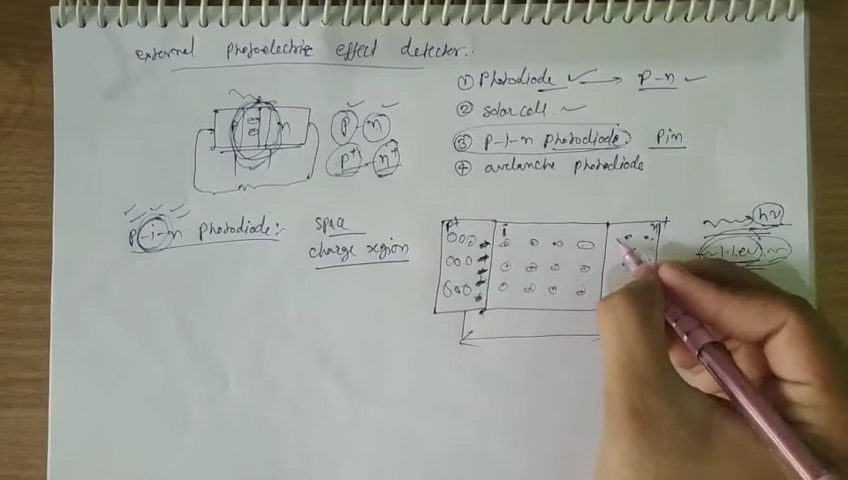 external photoelectric effect detector..
① Photodiode ✓ → p-n ✓
② solar cell ✓
③ p-i-n photodiode. Pin
④ avalanche photodiode
p n
p n
p+ n+
p-i-n photodiode:-
space
charge region
p+ i n+
hν